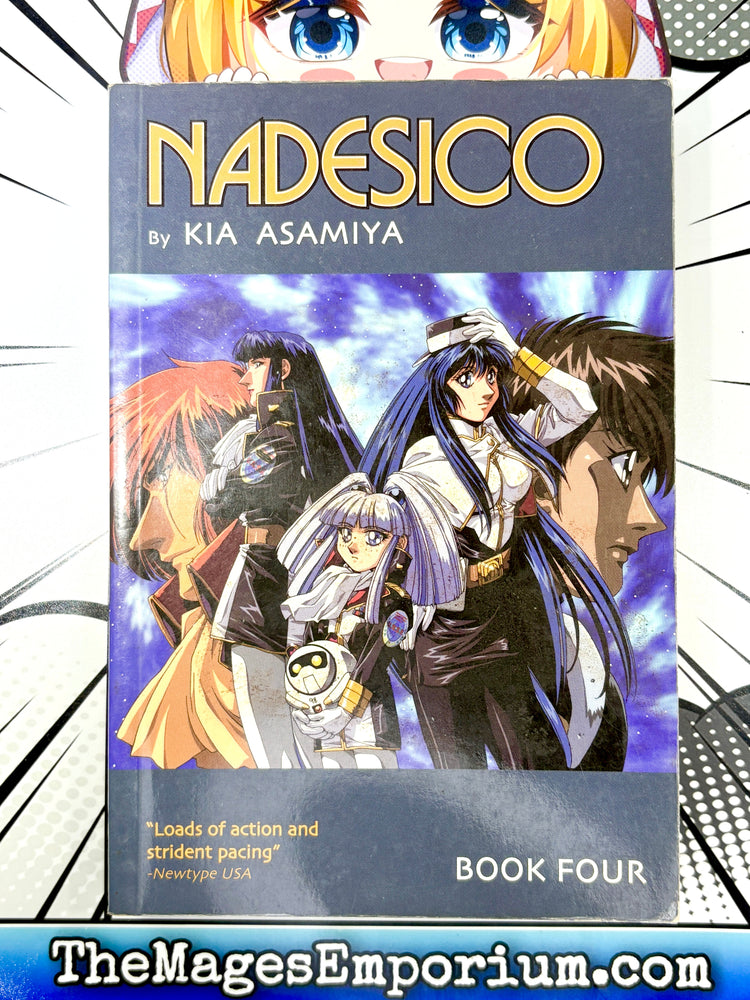 NADESICO
By KIA ASAMIYA
"Loads of action and
strident pacing"
-Newtype USA
BOOK FOUR
TheMagesEmporium.com